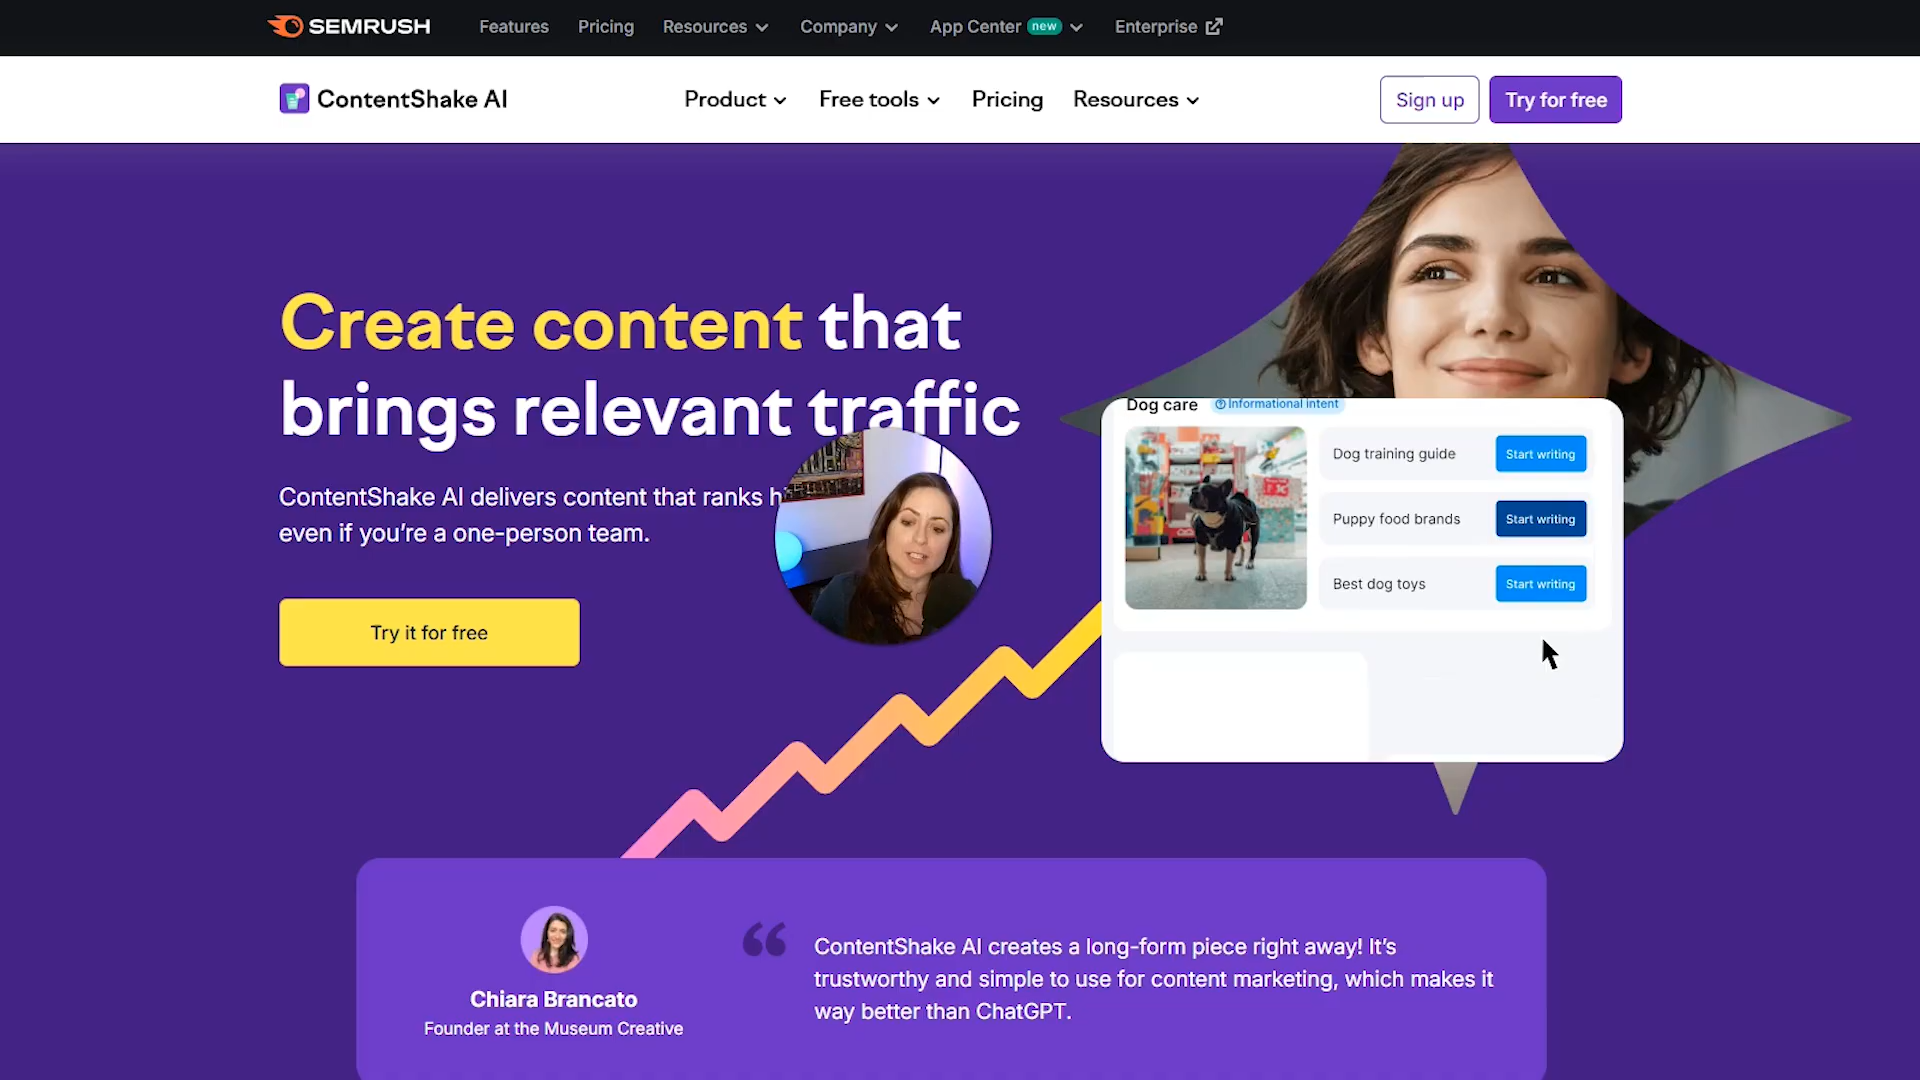 SEMRUSH
Features
Pricing
Resources
Company
App Center new
Enterprise
ContentShake AI
Product
Free tools
Pricing
Resources
Sign up
Try for free
Create content that
brings relevant traffic
ContentShake AI delivers content that ranks
even if you're a one-person team.
Try it for free
Dog care
Informational intent
Dog training guide
Start writing
Puppy food brands
Start writing
Best dog toys
Start writing
Chiara Brancato
Founder at the Museum Creative
“
ContentShake AI creates a long-form piece right away! It's
trustworthy and simple to use for content marketing, which makes it
way better than ChatGPT.